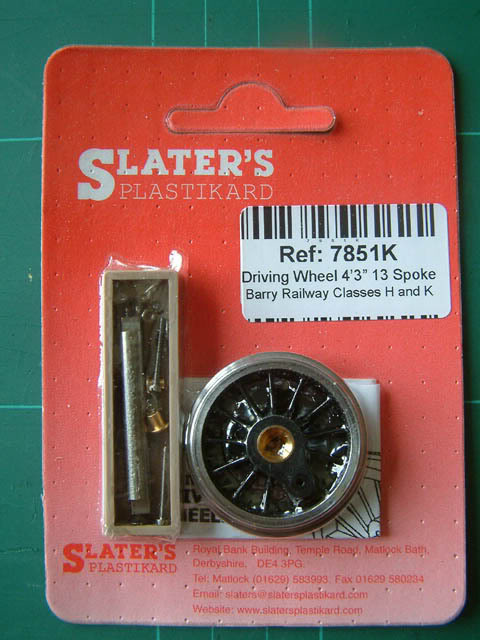 SLATER'S
PLASTIKARD
7851K
Ref: 7851K
Driving Wheel 4'3" 13 Spoke
Barry Railway Classes H and K
SLATER'S
PLASTIKARD
Royal Bank Building, Temple Road, Matlock Bath,
Derbyshire, DE4 3PG.
Tel: Matlock (01629) 583993. Fax 01629 580234
Email: slaters@slatersplastikard.com
Website: www.slatersplastikard.com